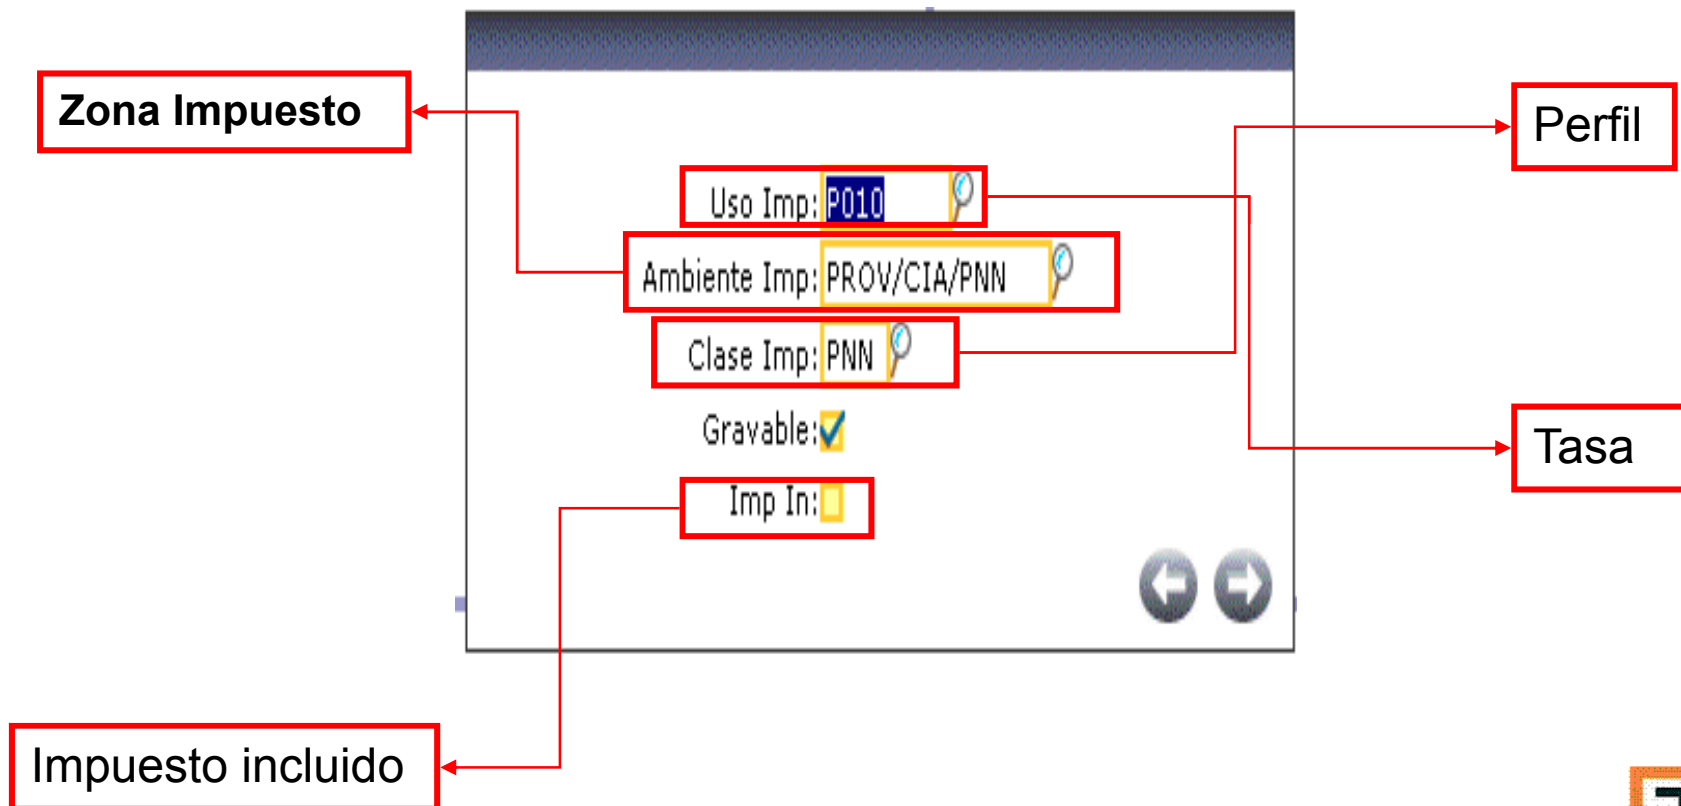 Zona Impuesto
Perfil
Uso Imp: P010
Ambiente Imp: PROV/CIA/PNN
Clase Imp: PNN
Gravable:
Tasa
Imp In:
Impuesto incluido